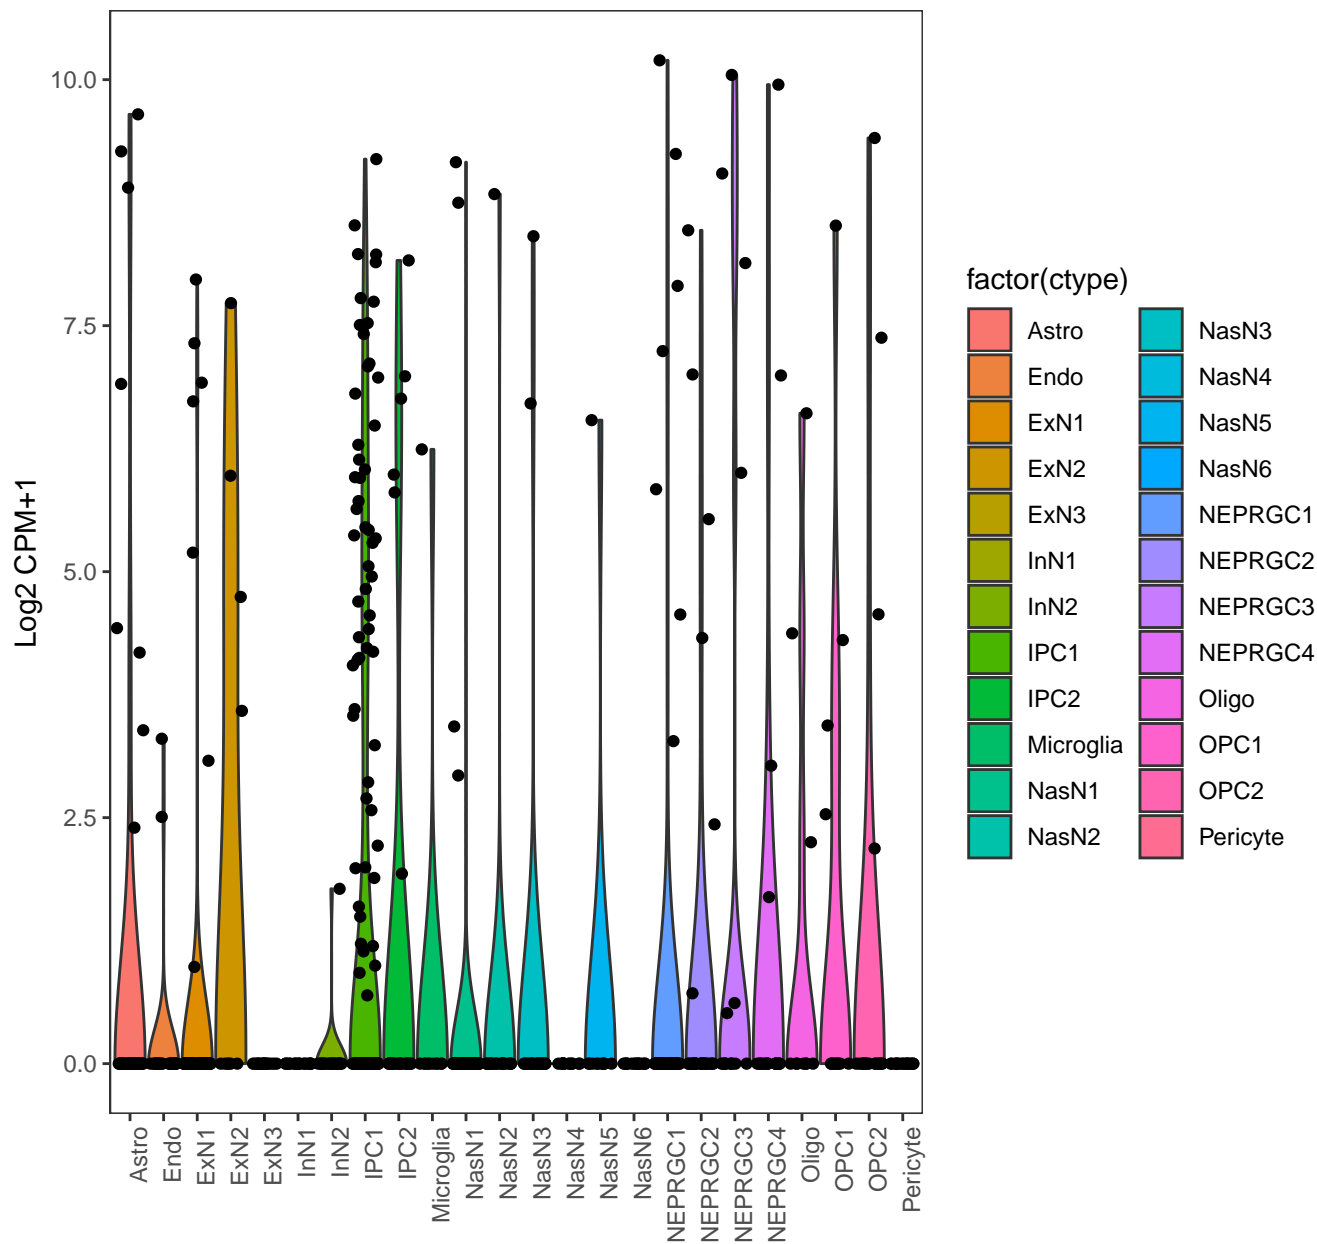 10.0
7.5
5.0
2.5
0.0
Log2 CPM+1
Astro
Endo
ExN1
ExN2
ExN3
InN1
InN2
IPC1
IPC2
Microglia
NasN1
NasN2
NasN3
NasN4
NasN5
NasN6
NEPRGC1
NEPRGC2
NEPRGC3
NEPRGC4
Oligo
OPC1
OPC2
Pericyte
factor(ctype)
Astro
Endo
ExN1
ExN2
ExN3
InN1
InN2
IPC1
IPC2
Microglia
NasN1
NasN2
NasN3
NasN4
NasN5
NasN6
NEPRGC1
NEPRGC2
NEPRGC3
NEPRGC4
Oligo
OPC1
OPC2
Pericyte